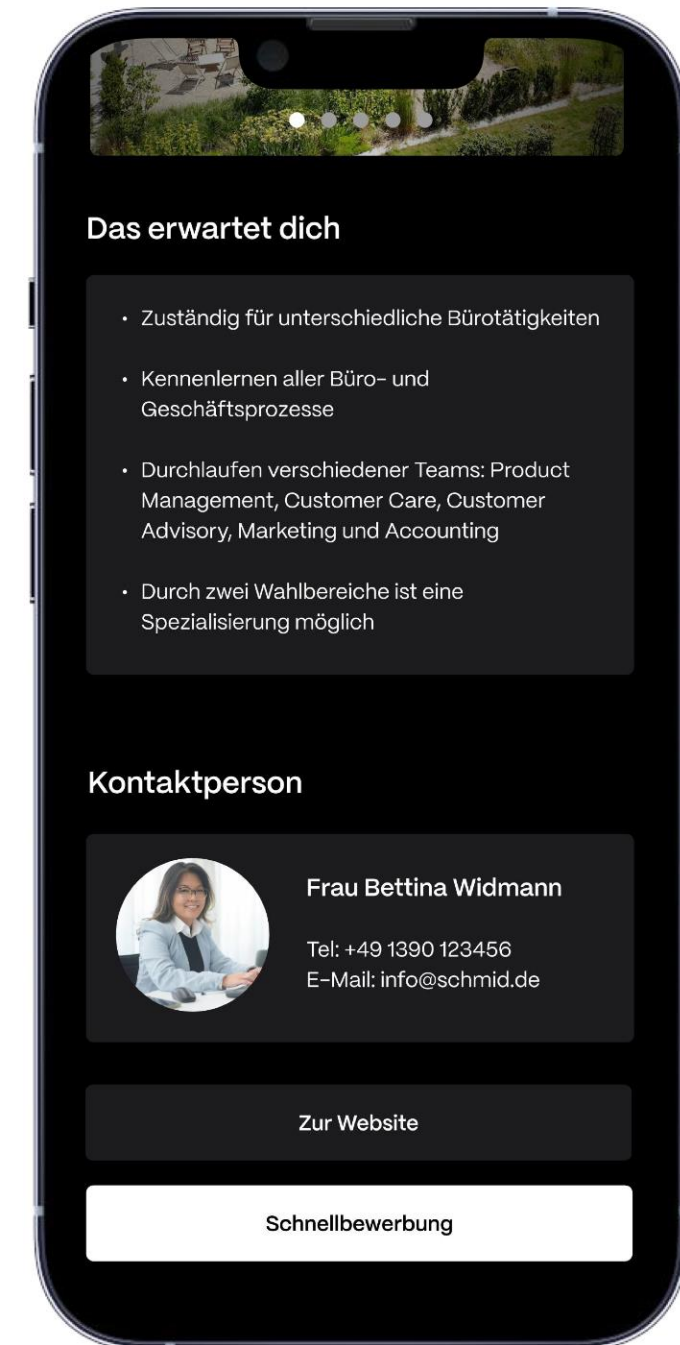 Das erwartet dich
• Zuständig für unterschiedliche Bürotätigkeiten
• Kennenlernen aller Büro- und
Geschäftsprozesse
• Durchlaufen verschiedener Teams: Product
Management, Customer Care, Customer
Advisory, Marketing und Accounting
• Durch zwei Wahlbereiche ist eine
Spezialisierung möglich
Kontaktperson
Frau Bettina Widmann
Tel: +49 1390 123456
E-Mail: info@schmid.de
Zur Website
Schnellbewerbung